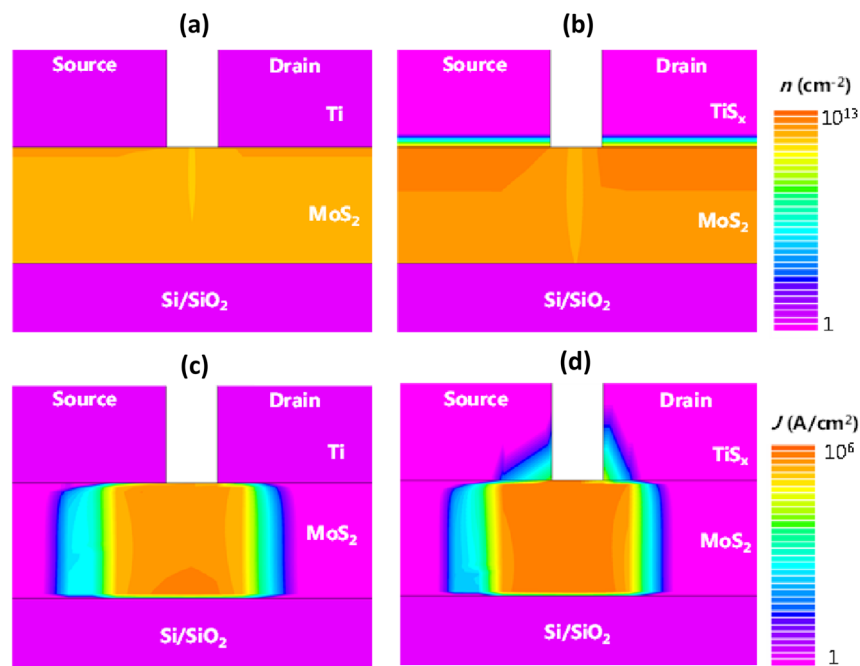 (a)
(b)
Source Drain
Ti
MoS₂
Si/SiO₂
Source Drain
TiSₓ
MoS₂
Si/SiO₂
n (cm⁻²)
10¹³
1
(c)
(d)
Source Drain
Ti
MoS₂
Si/SiO₂
Source Drain
TiSₓ
MoS₂
Si/SiO₂
J (A/cm²)
10⁶
1